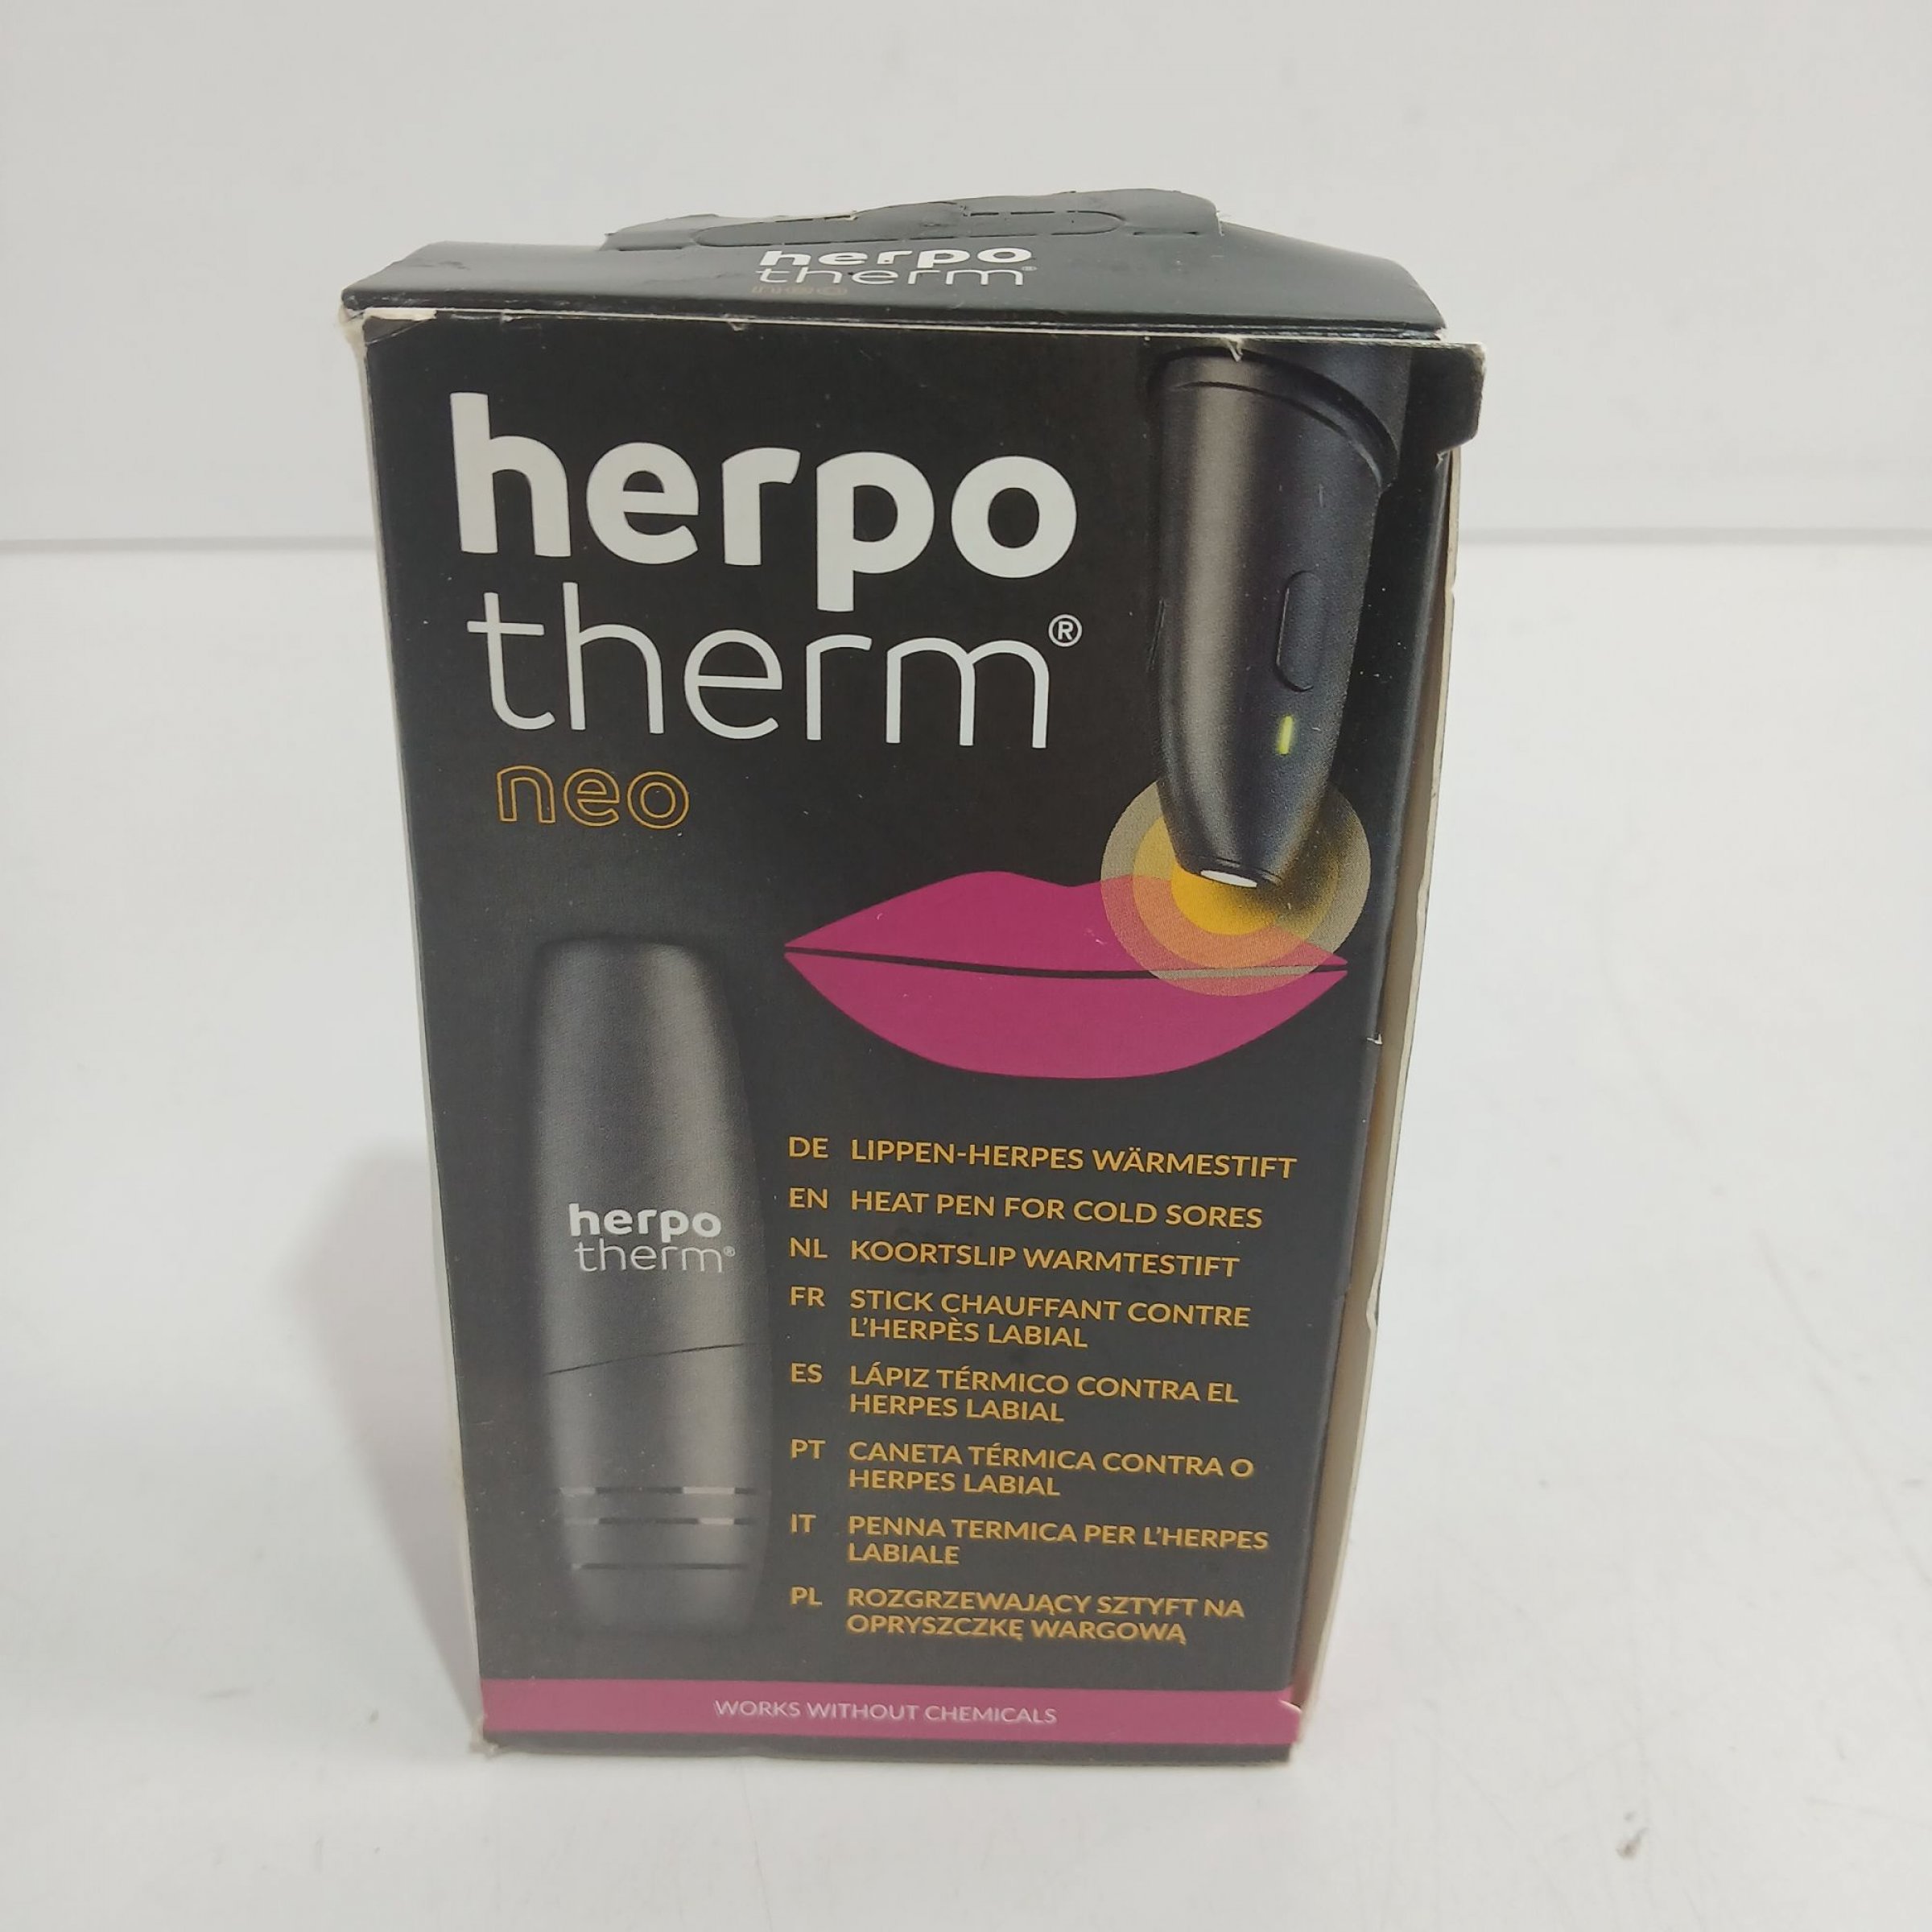 herpo
therm®
neo
herpo
therm®
neo
herpo
therm®
DE LIPPEN-HERPES WÄRMESTIFT
EN HEAT PEN FOR COLD SORES
NL KOORTSLIP WARMTESTIFT
FR STICK CHAUFFANT CONTRE
L'HERPÈS LABIAL
ES LÁPIZ TÉRMICO CONTRA EL
HERPES LABIAL
PT CANETA TÉRMICA CONTRA O
HERPES LABIAL
IT PENNA TERMICA PER L'HERPES
LABIALE
PL ROZGRZEWAJĄCY SZTYFT NA
OPRYSZCZKĘ WARGOWĄ
WORKS WITHOUT CHEMICALS